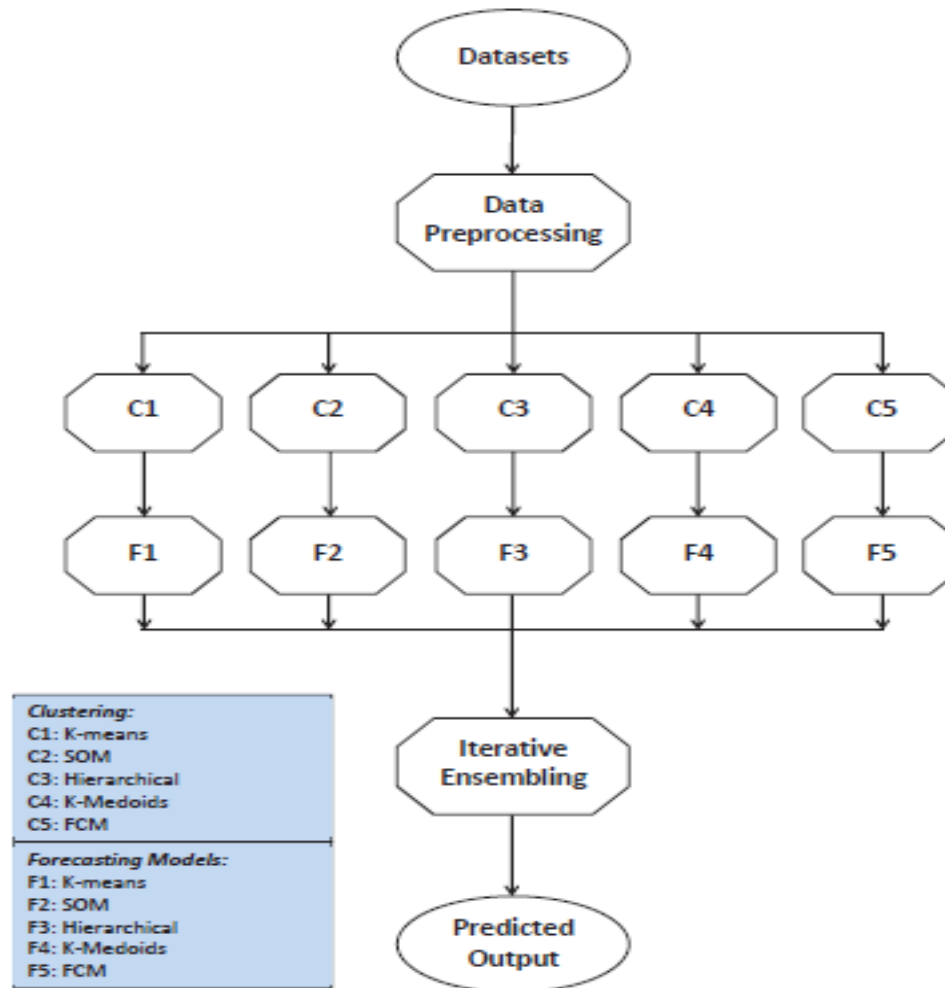 Datasets
Data
Preprocessing
C1 C2 C3 C4 C5
F1 F2 F3 F4 F5
Iterative
Ensembling
Predicted
Output
Clustering:
C1: K-means
C2: SOM
C3: Hierarchical
C4: K-Medoids
C5: FCM
Forecasting Models:
F1: K-means
F2: SOM
F3: Hierarchical
F4: K-Medoids
F5: FCM